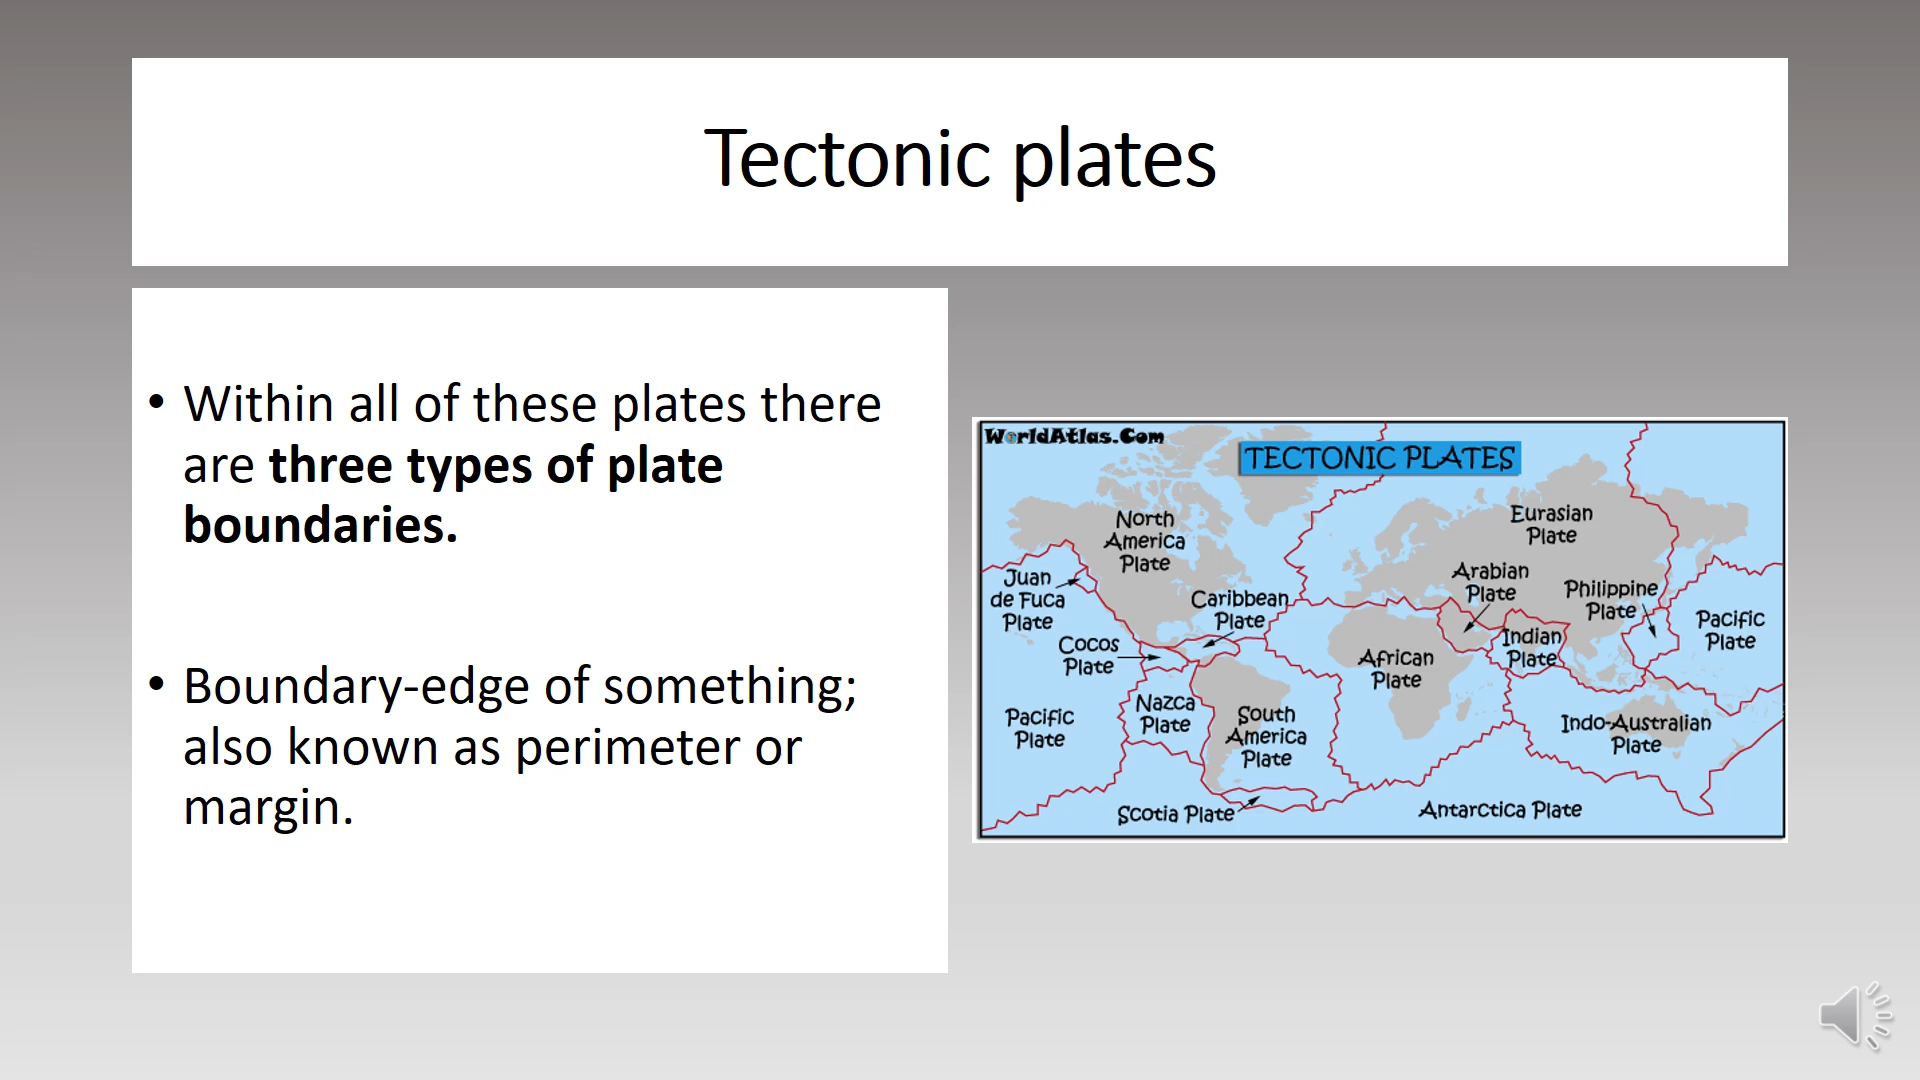 Tectonic plates
• Within all of these plates there
are three types of plate
boundaries.
• Boundary-edge of something;
also known as perimeter or
margin.
WorldAtlas.Com
TECTONIC PLATES
North
America
Plate
Eurasian
Plate
Juan
de Fuca
Plate
Caribbean
Plate
Arabian
Plate
Philippine
Plate
Pacific
Plate
Cocos
Plate
African
Plate
Indian
Plate
Pacific
Plate
Nazca
Plate
South
America
Plate
Indo-Australian
Plate
Scotia Plate
Antarctica Plate